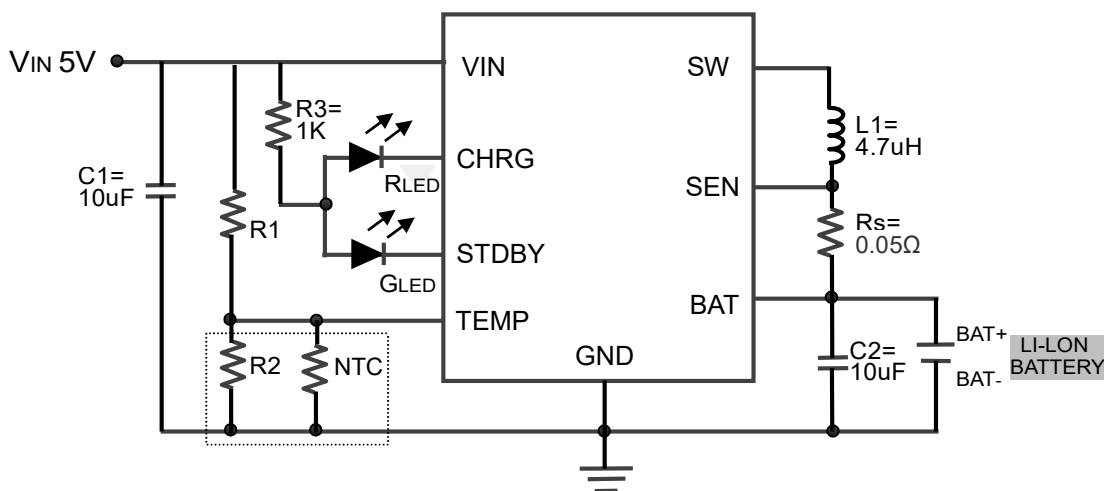 VIN 5V
VIN
SW
R3=
1K
L1=
4.7uH
CHRG
RLED
C1=
10uF
SEN
R1
Rs=
0.05Ω
STDBY
GLED
BAT
TEMP
GND
R2
NTC
C2=
10uF
BAT+
BAT-
LI-LON
BATTERY